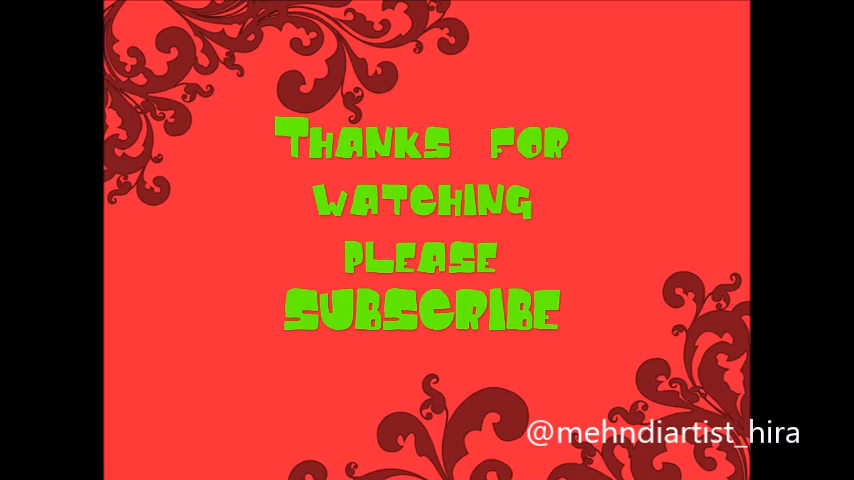 Thanks for
watching
please
SUBSCRIBE
@mehndiartist_hira